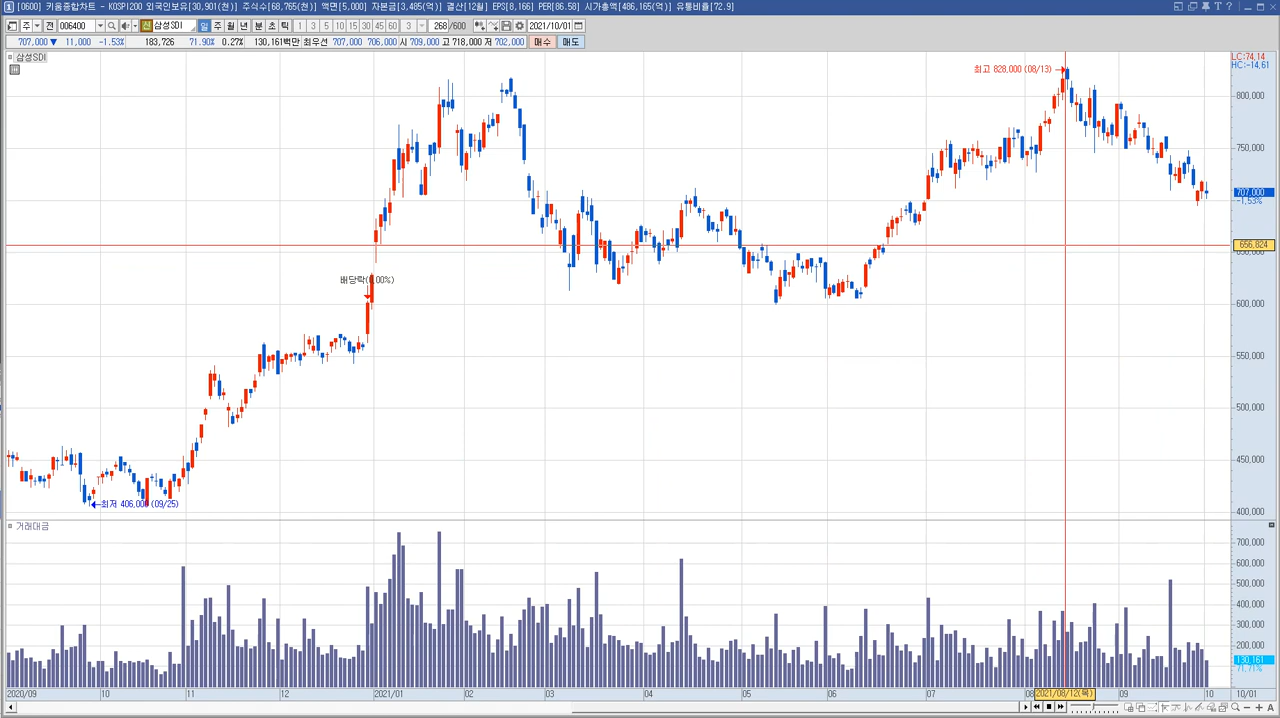 [0600] 키움종합차트 - KOSPI200 외국인보유[30,901(천)] 주식수[68,765(천)] 액면[5,000] 자본금[3,485(억)] 결산[12월] EPS[8,166] PER[86.58] 시가총액[486,165(억)] 유동비율[72.9]
주 전 006400 신 삼성SDI 일 주 월 년 분 초 틱 1 3 5 10 15 30 45 60 3 268 /600 2021/10/01
707,000 ▼ 11,000 -1.53% 183,726 71.90% 0.27% 130,161백만 최우선 707,000 706,000 시 709,000 고 718,000 저 702,000 매수 매도
삼성SDI
LC:74.14
HC:-14.61
최고 828,000 (08/13)
800,000
750,000
707,000
-1.53%
656,824
650,000
배당락(0.00%)
600,000
550,000
500,000
450,000
최저 406,000 (09/25)
400,000
거래대금
700,000
600,000
500,000
400,000
300,000
200,000
130,161
71.71%
2020/09 10 11 12 2021/01 02 03 04 05 06 07 08 2021/08/12(목) 09 10 10/01